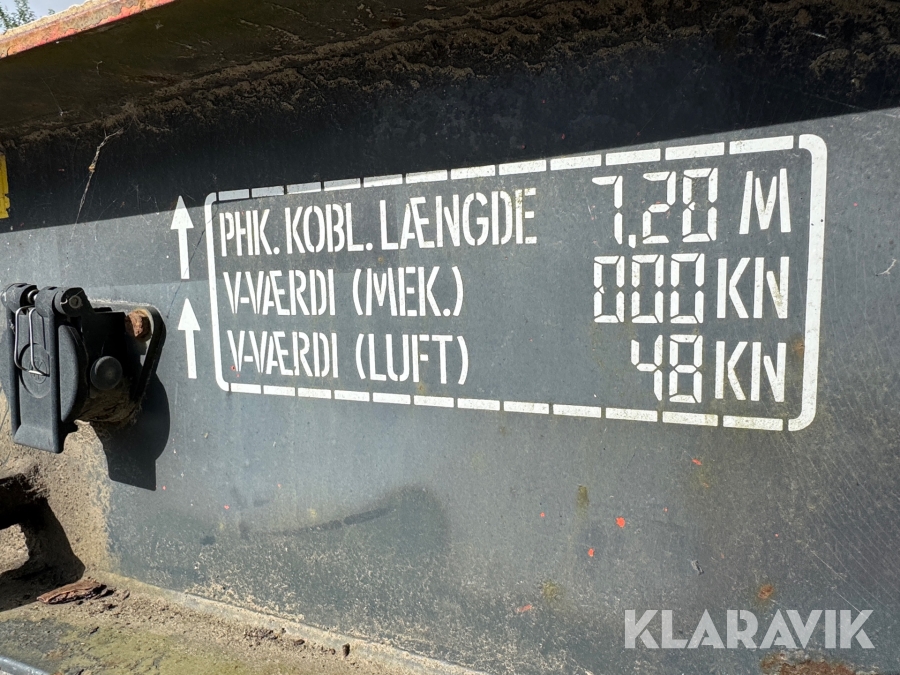 PHK. KOBL. LÆNGDE 7,20 M
V-VÆRDI (MEK.) 000 KN
V-VÆRDI (LUFT) 48 KN
KLARAVIK